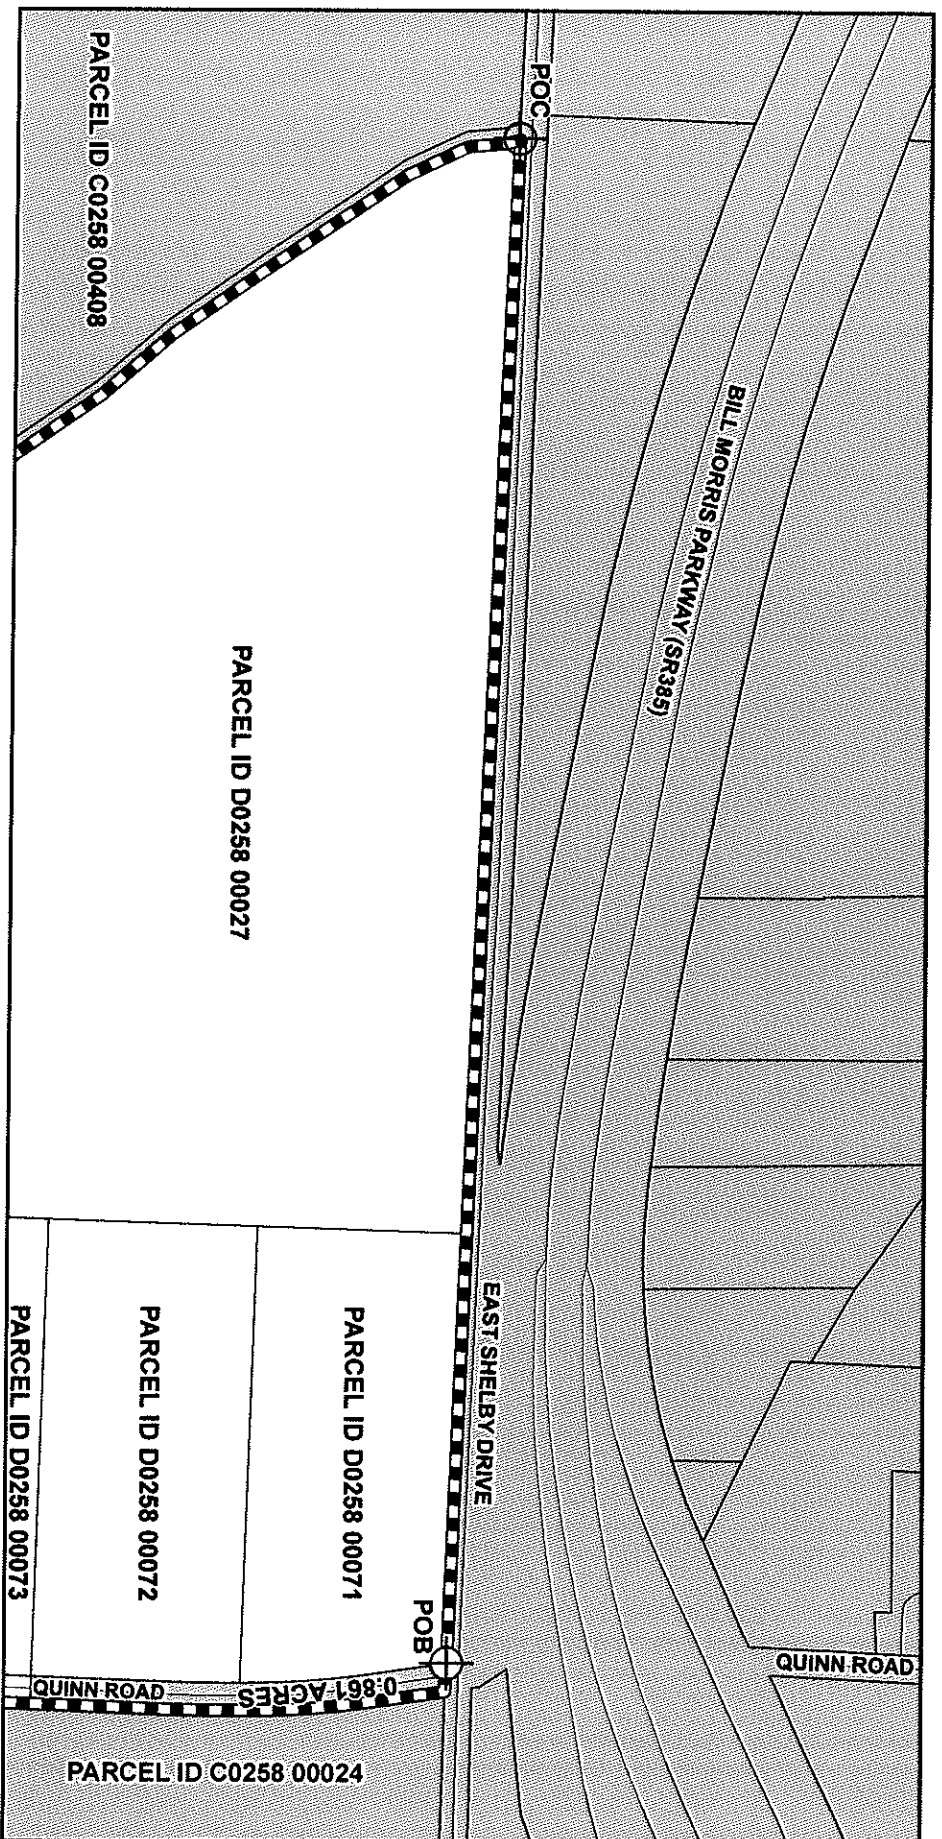 POC
PARCEL ID C0258 00408
BILL MORRIS PARKWAY (SR385)
PARCEL ID D0258 00027
EAST SHELBY DRIVE
PARCEL ID D0258 00071
PARCEL ID D0258 00072
PARCEL ID D0258 00073
POB
QUINN ROAD
QUINN ROAD
0.861 ACRES
PARCEL ID C0258 00024